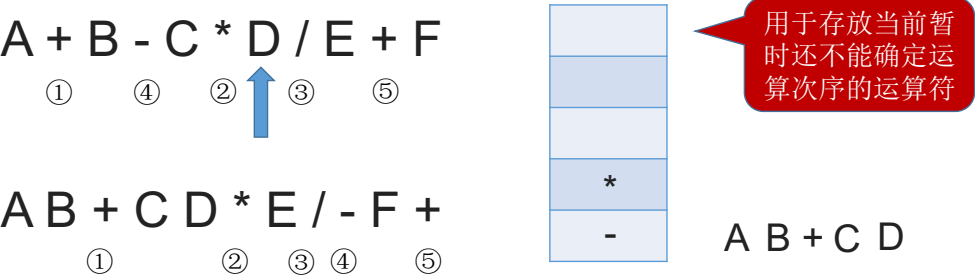 A + B - C * D / E + F
① ④ ② ③ ⑤
A B + C D * E / - F +
① ② ③ ④ ⑤
*
-
用于存放当前暂
时还不能确定运
算次序的运算符
A B + C D